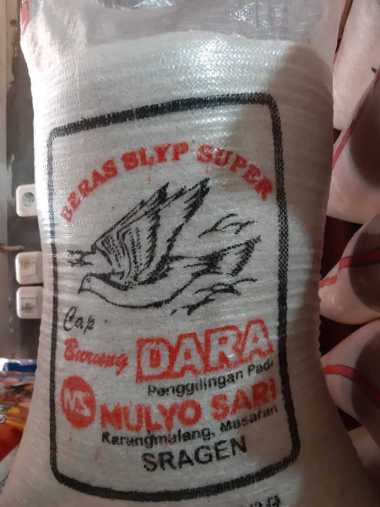 BERAS SLYP SUPER
Cap
Burung DARA
Penggilingan Padi
MS MULYO SARI
Karangmalang, Masaran
SRAGEN